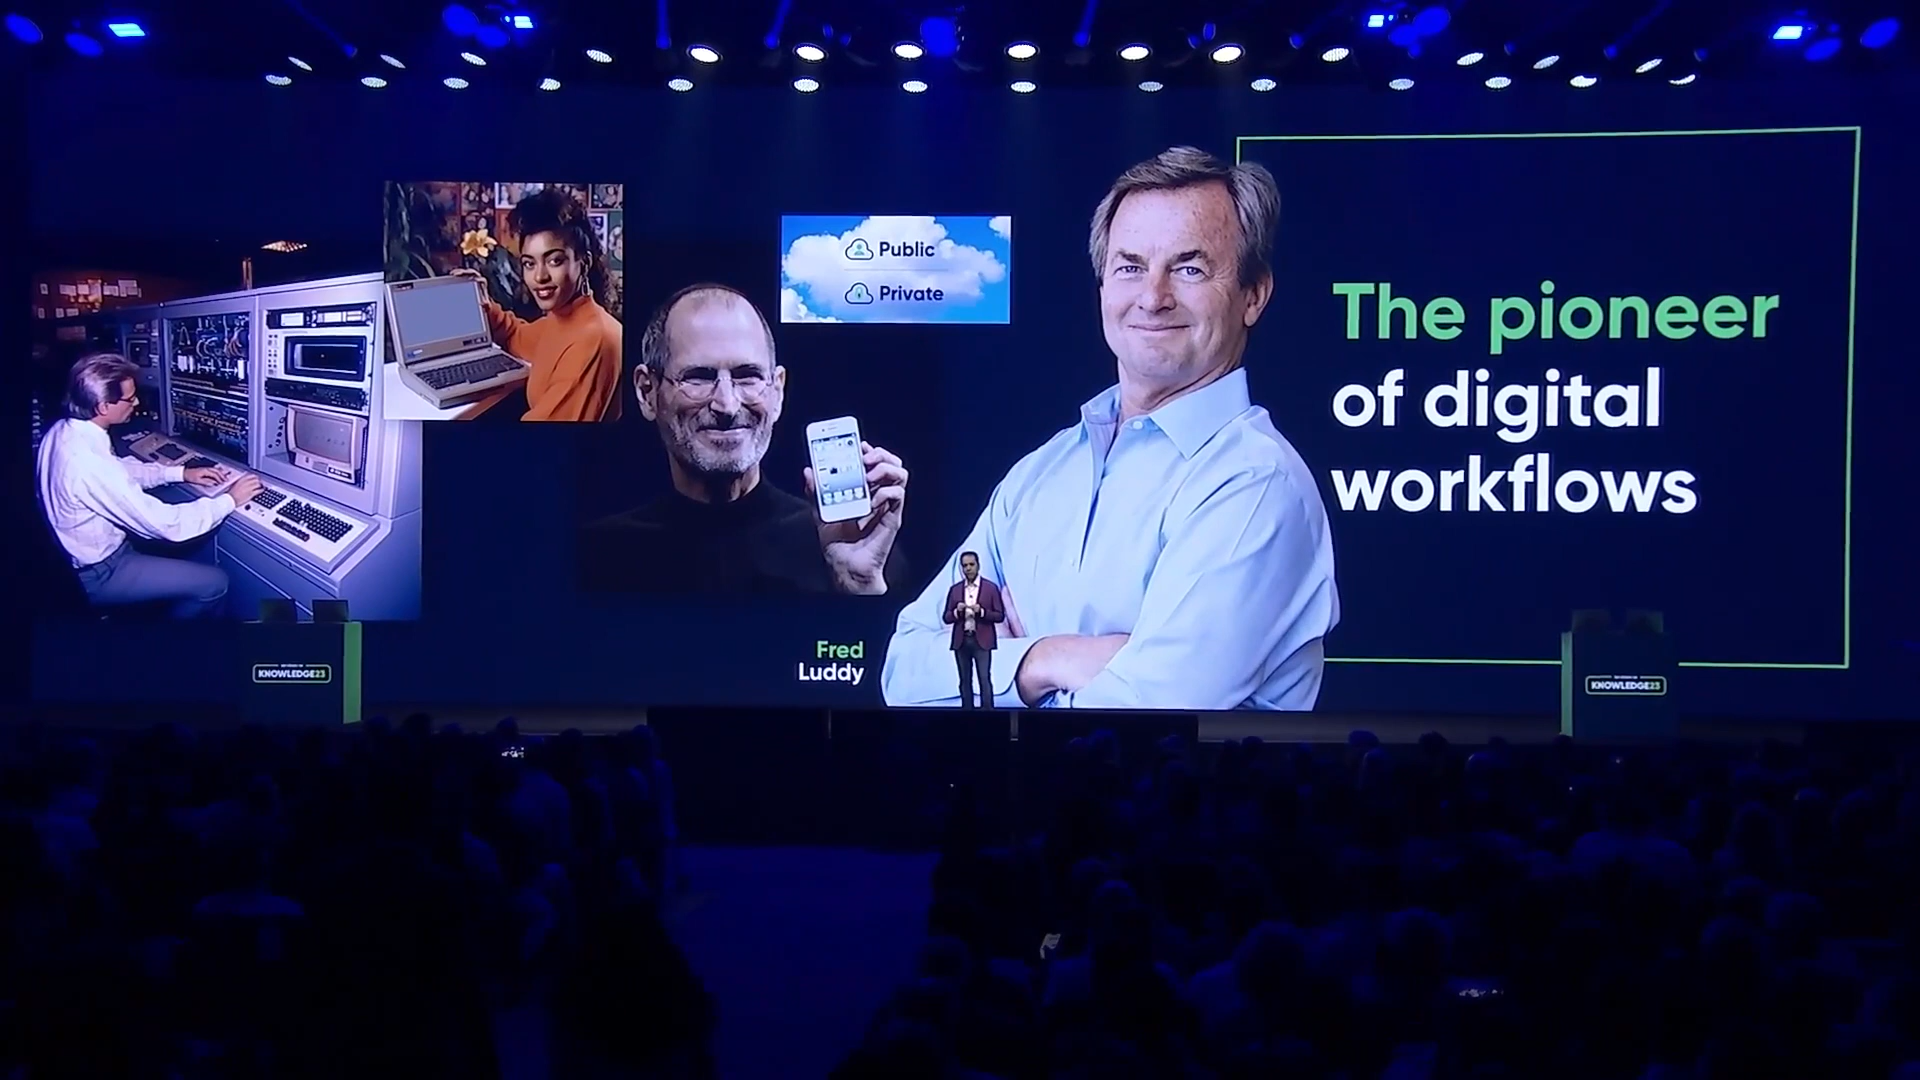 Public
Private
The pioneer
of digital
workflows
Fred
Luddy
KNOWLEDGE23
KNOWLEDGE23